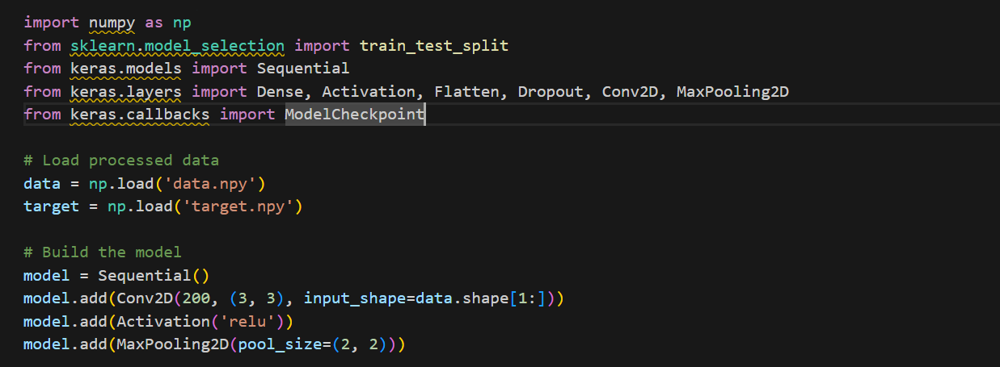 import numpy as np
from sklearn.model_selection import train_test_split
from keras.models import Sequential
from keras.layers import Dense, Activation, Flatten, Dropout, Conv2D, MaxPooling2D
from keras.callbacks import ModelCheckpoint
# Load processed data
data = np.load('data.npy')
target = np.load('target.npy')
# Build the model
model = Sequential()
model.add(Conv2D(200, (3, 3), input_shape=data.shape[1:]))
model.add(Activation('relu'))
model.add(MaxPooling2D(pool_size=(2, 2)))